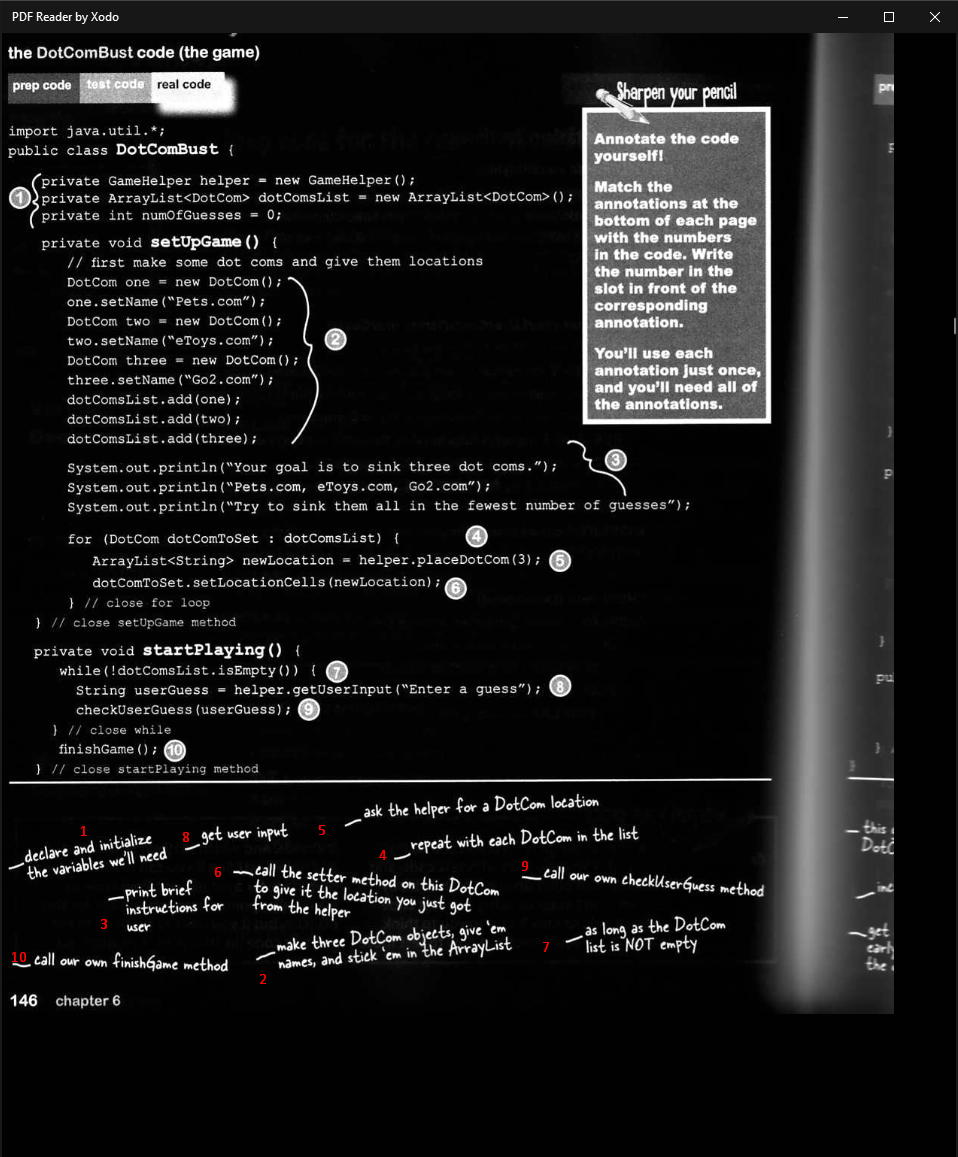 PDF Reader by Xodo
the DotComBust code (the game)
prep code test code real code
Sharpen your pencil
Annotate the code
yourself!
Match the
annotations at the
bottom of each page
with the numbers
in the code. Write
the number in the
slot in front of the
corresponding
annotation.
You'll use each
annotation just once,
and you'll need all of
the annotations.
import java.util.*;
public class DotComBust {
1
private GameHelper helper = new GameHelper();
private ArrayList<DotCom> dotComsList = new ArrayList<DotCom>();
private int numOfGuesses = 0;
private void setUpGame() {
// first make some dot coms and give them locations
DotCom one = new DotCom();
one.setName(“Pets.com”);
DotCom two = new DotCom();
two.setName(“eToys.com”);
2
DotCom three = new DotCom();
three.setName(“Go2.com”);
dotComsList.add(one);
dotComsList.add(two);
dotComsList.add(three);
System.out.println(“Your goal is to sink three dot coms.”);
3
System.out.println(“Pets.com, eToys.com, Go2.com”);
System.out.println(“Try to sink them all in the fewest number of guesses”);
for (DotCom dotComToSet : dotComsList) { 4
ArrayList<String> newLocation = helper.placeDotCom(3); 5
dotComToSet.setLocationCells(newLocation); 6
} // close for loop
} // close setUpGame method
private void startPlaying() {
while(!dotComsList.isEmpty()) { 7
String userGuess = helper.getUserInput(“Enter a guess”); 8
checkUserGuess(userGuess); 9
} // close while
finishGame(); 10
} // close startPlaying method
1
declare and initialize
the variables we'll need
8 get user input
5 ask the helper for a DotCom location
4 repeat with each DotCom in the list
6 call the setter method on this DotCom
to give it the location you just got
from the helper
9 call our own checkUserGuess method
print brief
instructions for
user
3
10 call our own finishGame method
make three DotCom objects, give 'em
names, and stick 'em in the ArrayList
2
7 as long as the DotCom
list is NOT empty
this
get
the
146 chapter 6